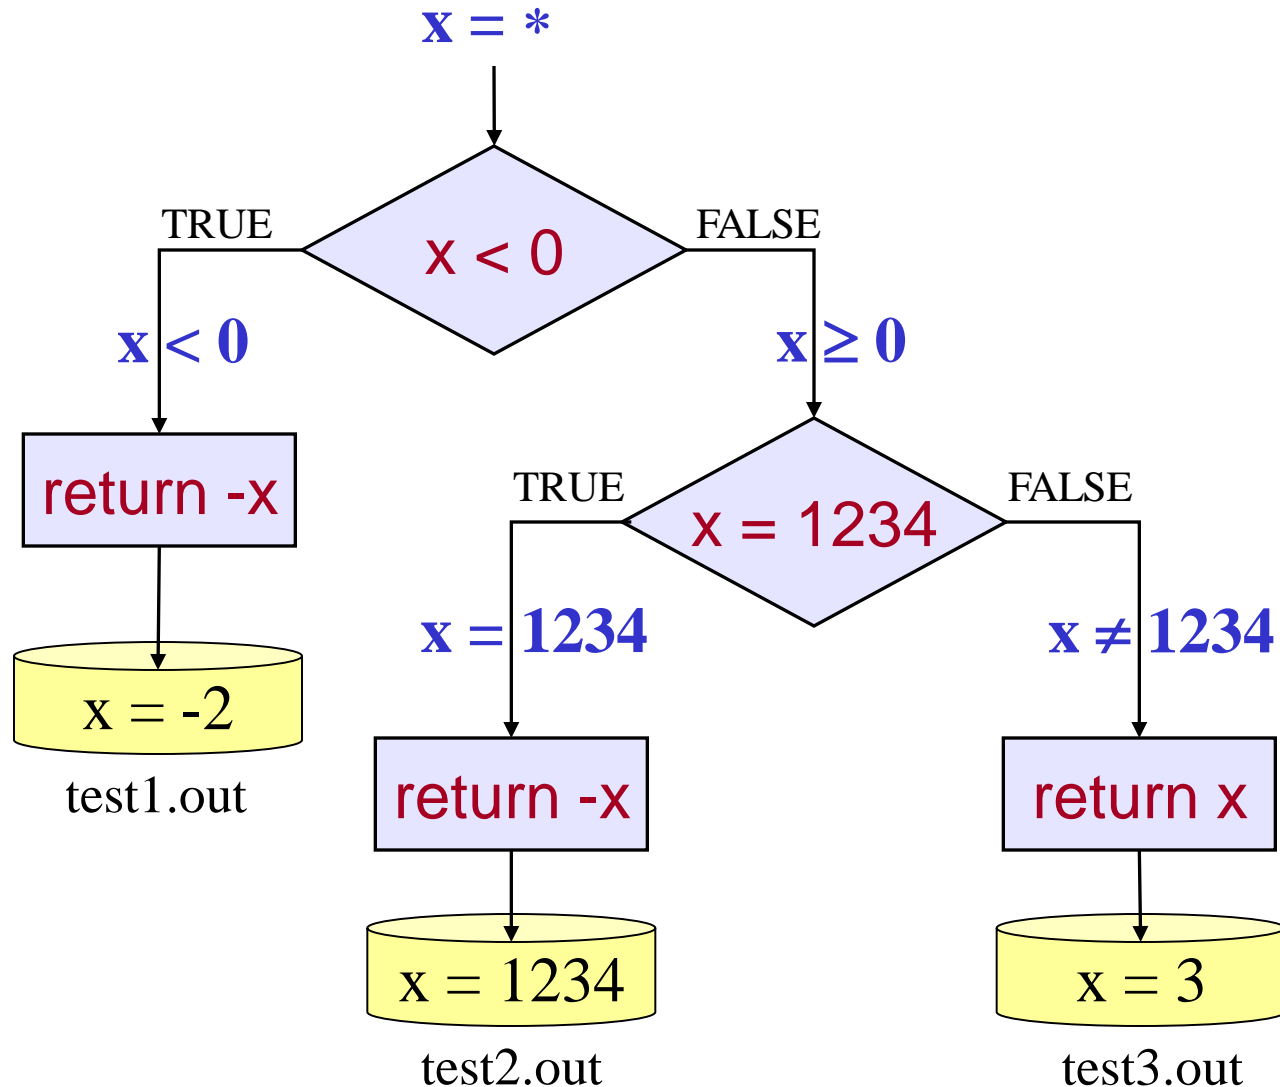 x = *
TRUE
FALSE
x < 0
x < 0
x ≥ 0
return -x
TRUE
FALSE
x = 1234
x = 1234
x ≠ 1234
x = -2
test1.out
return -x
return x
x = 1234
x = 3
test2.out
test3.out